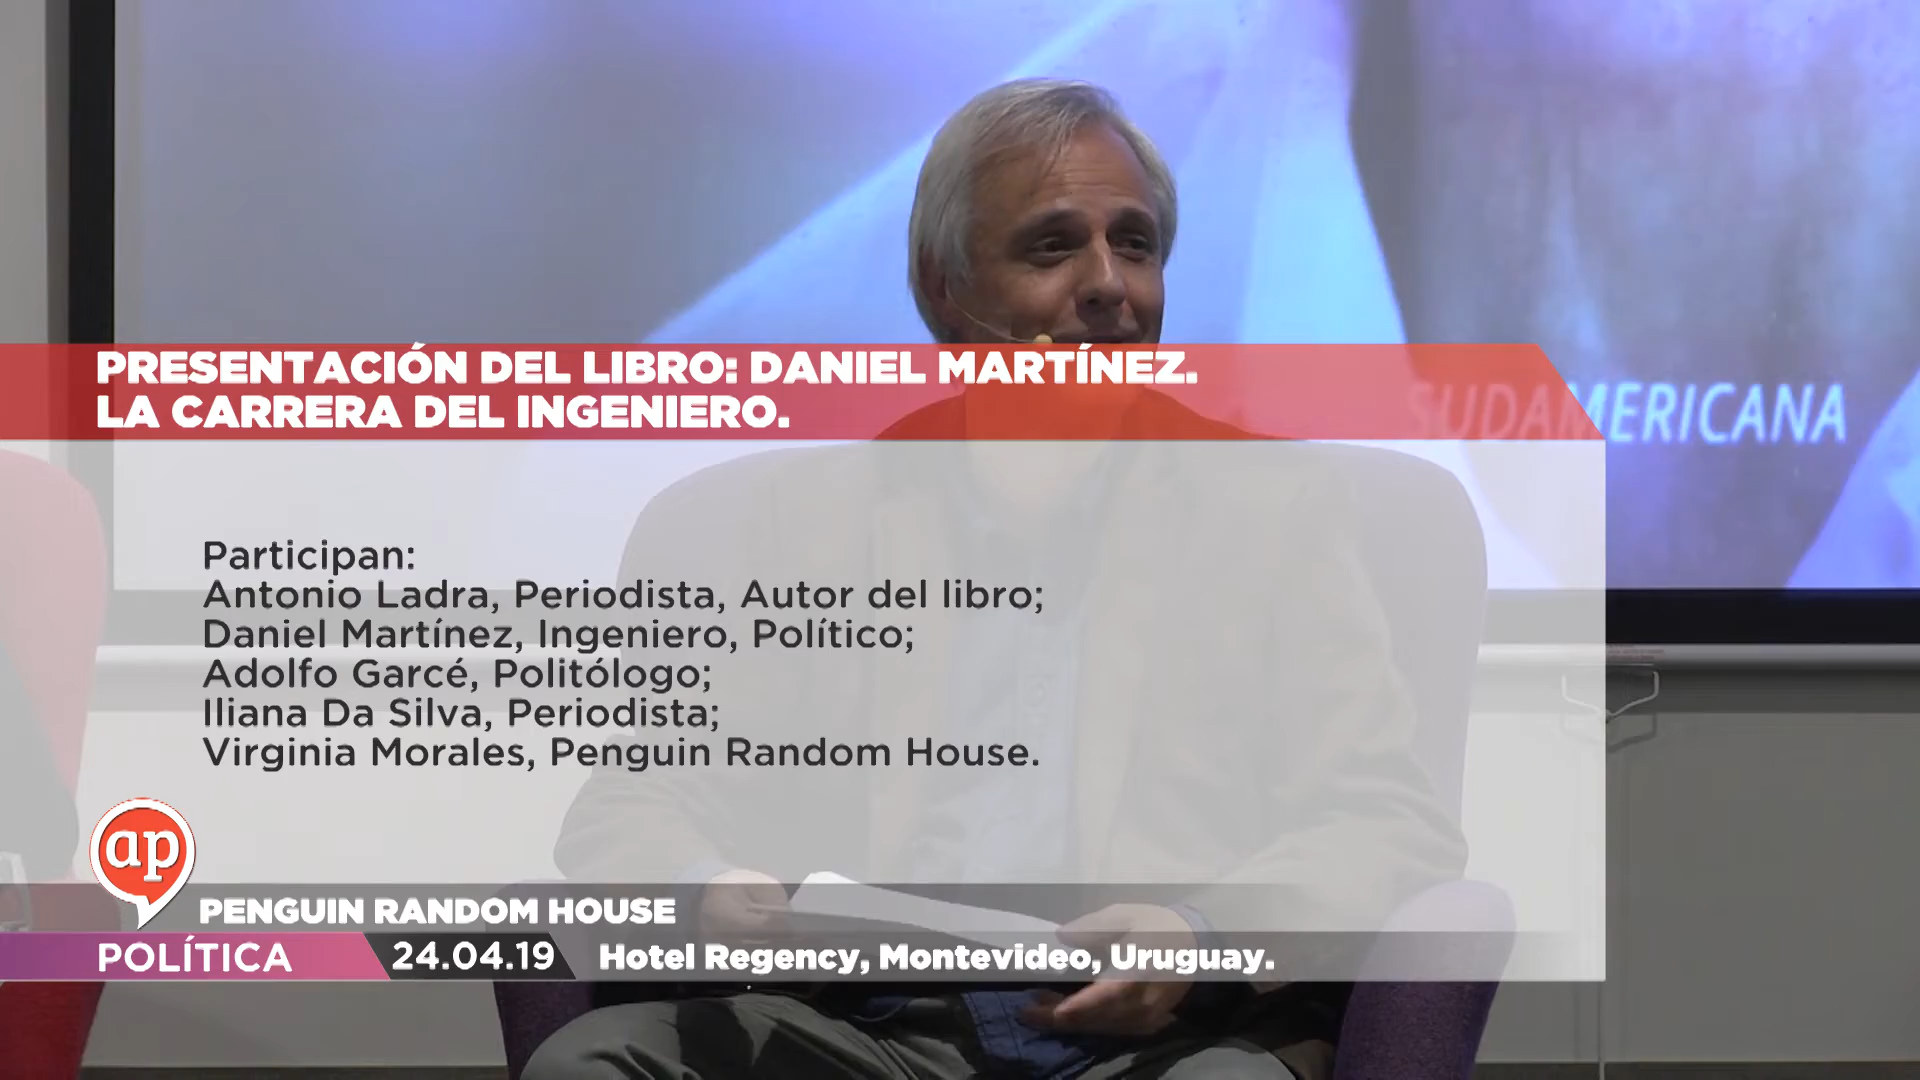 PRESENTACIÓN DEL LIBRO: DANIEL MARTÍNEZ.
LA CARRERA DEL INGENIERO.
SUDAMERICANA
Participan:
Antonio Ladra, Periodista, Autor del libro;
Daniel Martínez, Ingeniero, Político;
Adolfo Garcé, Politólogo;
Iliana Da Silva, Periodista;
Virginia Morales, Penguin Random House.
ap
PENGUIN RANDOM HOUSE
POLÍTICA 24.04.19 Hotel Regency, Montevideo, Uruguay.